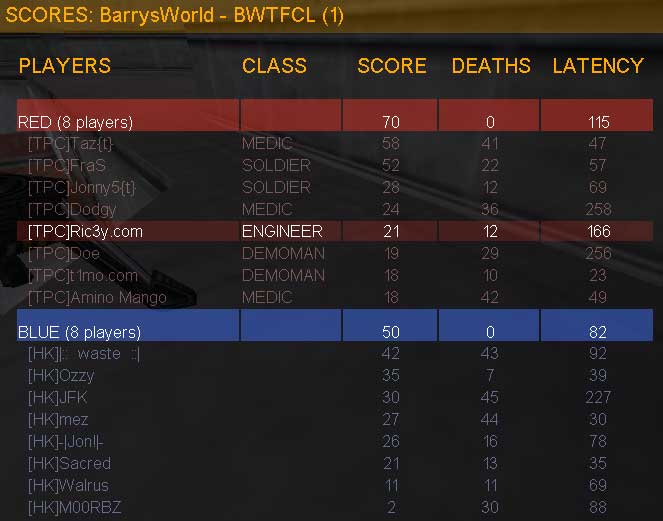 SCORES: BarrysWorld - BWTFCL (1)
PLAYERS CLASS SCORE DEATHS LATENCY
RED (8 players) 70 0 115
[TPC]Taz{t} MEDIC 58 41 47
[TPC]FraS SOLDIER 52 22 57
[TPC]Jonny5{t} SOLDIER 28 12 69
[TPC]Dodgy MEDIC 24 36 258
[TPC]Ric3y.com ENGINEER 21 12 166
[TPC]Doe DEMOMAN 19 29 256
[TPC]t1mo.com DEMOMAN 18 10 23
[TPC]Amino Mango MEDIC 18 42 49
BLUE (8 players) 50 0 82
[HK]|:: waste ::| 42 43 92
[HK]Ozzy 35 7 39
[HK]JFK 30 45 227
[HK]mez 27 44 30
[HK]-|Jon!|- 26 16 78
[HK]Sacred 21 13 35
[HK]Walrus 11 11 69
[HK]M00RBZ 2 30 88